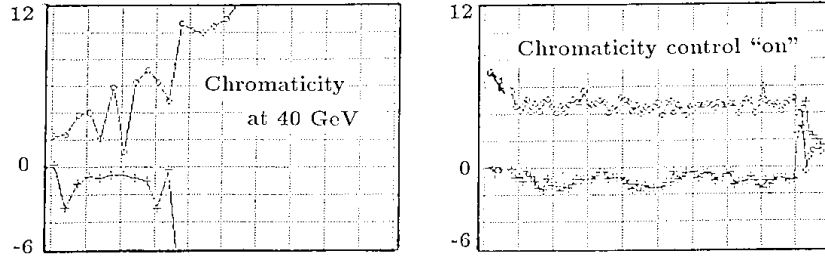 12
Chromaticity
at 40 GeV
0
-6
12
Chromaticity control “on”
0
-6